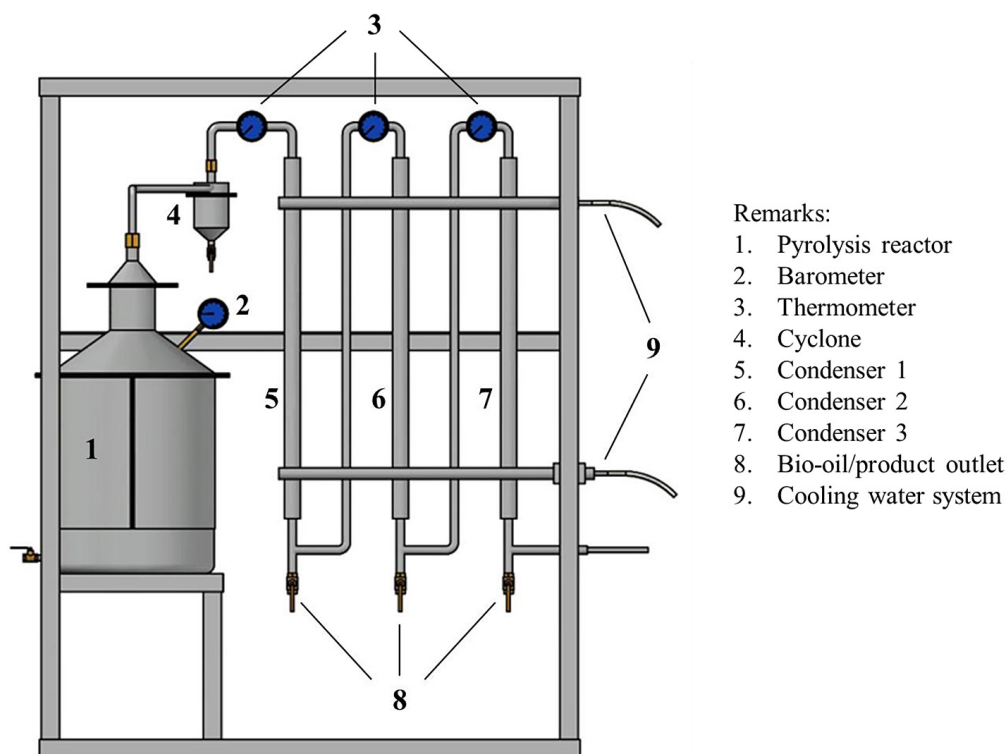 3
4
2
9
5
6
7
1
8
Remarks:
1. Pyrolysis reactor
2. Barometer
3. Thermometer
4. Cyclone
5. Condenser 1
6. Condenser 2
7. Condenser 3
8. Bio-oil/product outlet
9. Cooling water system